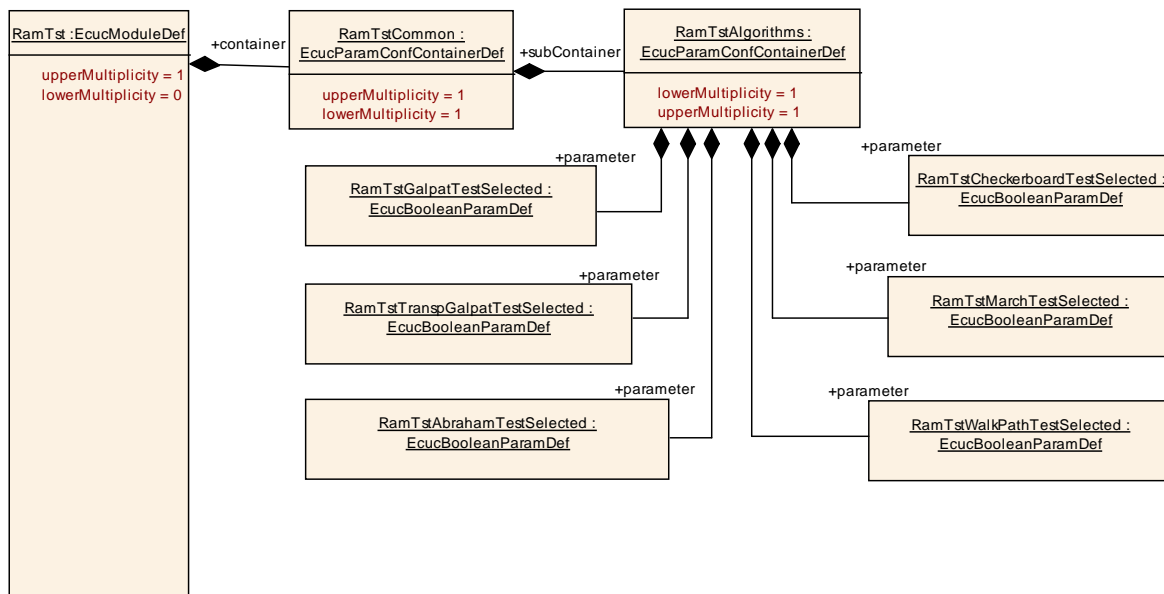 RamTst :EcucModuleDef
upperMultiplicity = 1
lowerMultiplicity = 0
+container
RamTstCommon :
EcucParamConfContainerDef
upperMultiplicity = 1
lowerMultiplicity = 1
+subContainer
RamTstAlgorithms :
EcucParamConfContainerDef
lowerMultiplicity = 1
upperMultiplicity = 1
+parameter
RamTstGalpatTestSelected :
EcucBooleanParamDef
+parameter
RamTstCheckerboardTestSelected :
EcucBooleanParamDef
+parameter
RamTstTranspGalpatTestSelected :
EcucBooleanParamDef
+parameter
RamTstMarchTestSelected :
EcucBooleanParamDef
+parameter
RamTstAbrahamTestSelected :
EcucBooleanParamDef
+parameter
RamTstWalkPathTestSelected :
EcucBooleanParamDef